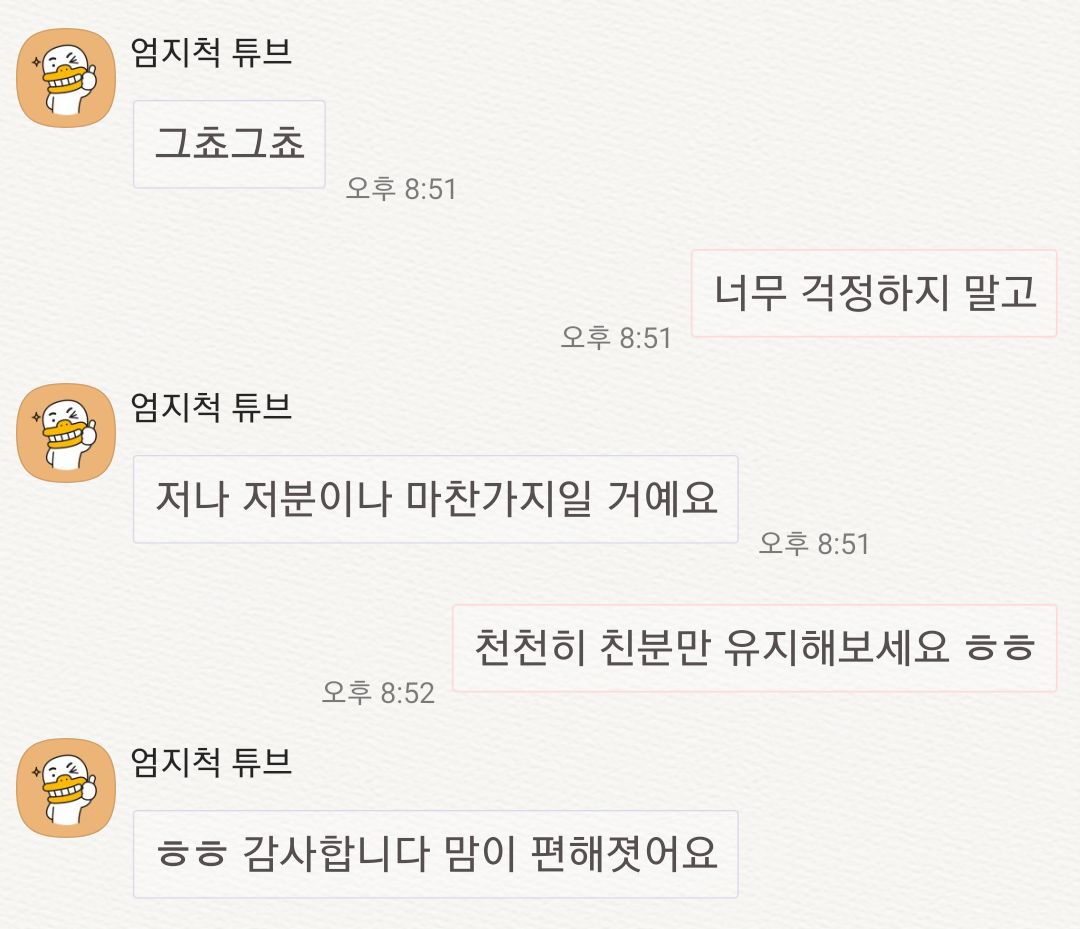 엄지척 튜브
그쵸그쵸
오후 8:51
너무 걱정하지 말고
오후 8:51
엄지척 튜브
저나 저분이나 마찬가지일 거예요
오후 8:51
천천히 친분만 유지해보세요 ㅎㅎ
오후 8:52
엄지척 튜브
ㅎㅎ 감사합니다 맘이 편해졋어요